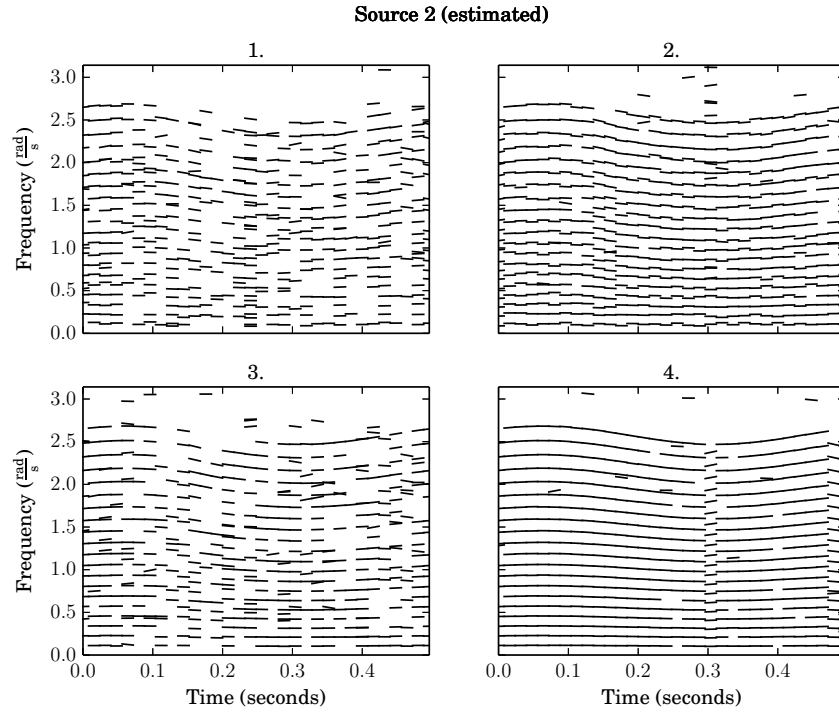 Source 2 (estimated)
1.
2.
3.0
2.5
2.0
1.5
1.0
0.5
0.0
Frequency (rad/s)
3.
4.
3.0
2.5
2.0
1.5
1.0
0.5
0.0
Frequency (rad/s)
0.0 0.1 0.2 0.3 0.4
0.0 0.1 0.2 0.3 0.4
Time (seconds)
Time (seconds)